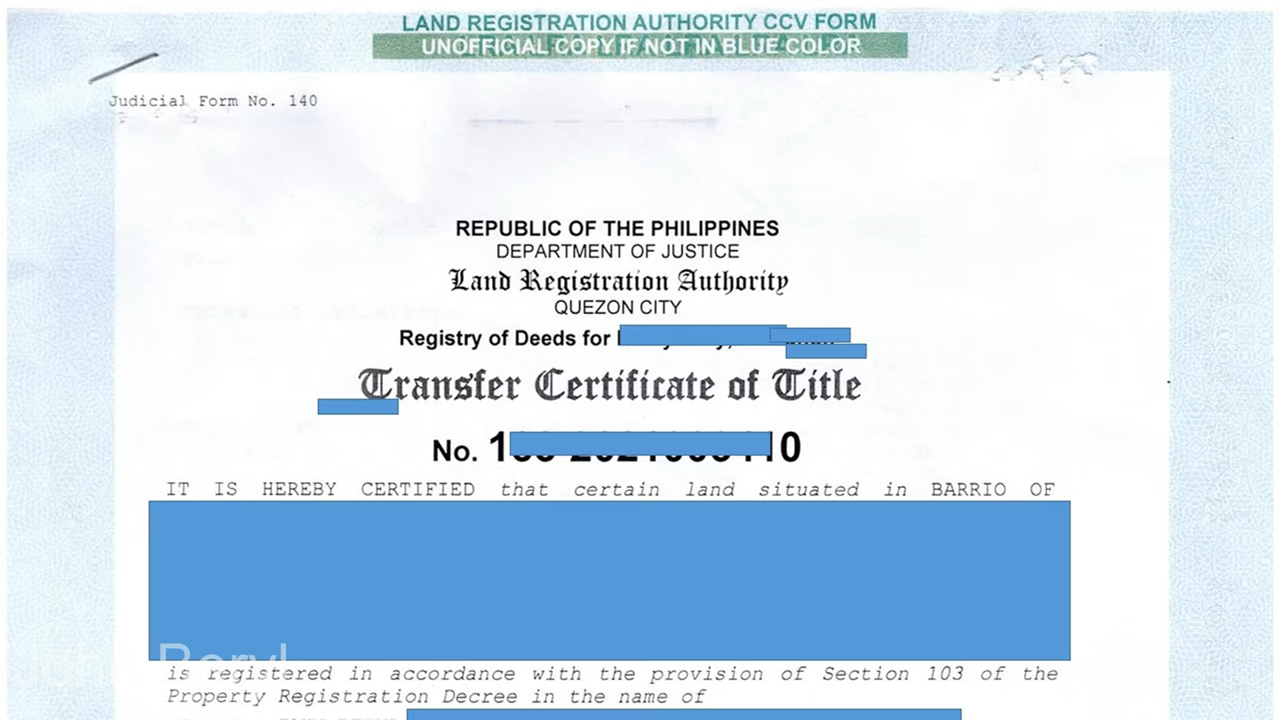 LAND REGISTRATION AUTHORITY CCV FORM
UNOFFICIAL COPY IF NOT IN BLUE COLOR
Judicial Form No. 140
REPUBLIC OF THE PHILIPPINES
DEPARTMENT OF JUSTICE
Land Registration Authority
QUEZON CITY
Registry of Deeds for
Transfer Certificate of Title
No.
IT IS HEREBY CERTIFIED that certain land situated in BARRIO OF
is registered in accordance with the provision of Section 103 of the
Property Registration Decree in the name of